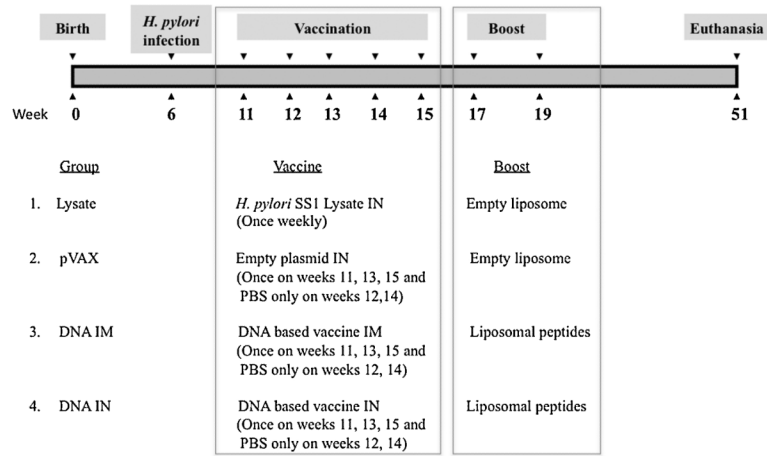 Birth
H. pylori
infection
Vaccination
Boost
Euthanasia
Week 0 6 11 12 13 14 15 17 19 51
Group Vaccine Boost
1. Lysate H. pylori SS1 Lysate IN Empty liposome
(Once weekly)
2. pVAX Empty plasmid IN Empty liposome
(Once on weeks 11, 13, 15 and
PBS only on weeks 12,14)
3. DNA IM DNA based vaccine IM Liposomal peptides
(Once on weeks 11, 13, 15 and
PBS only on weeks 12, 14)
4. DNA IN DNA based vaccine IN Liposomal peptides
(Once on weeks 11, 13, 15 and
PBS only on weeks 12, 14)